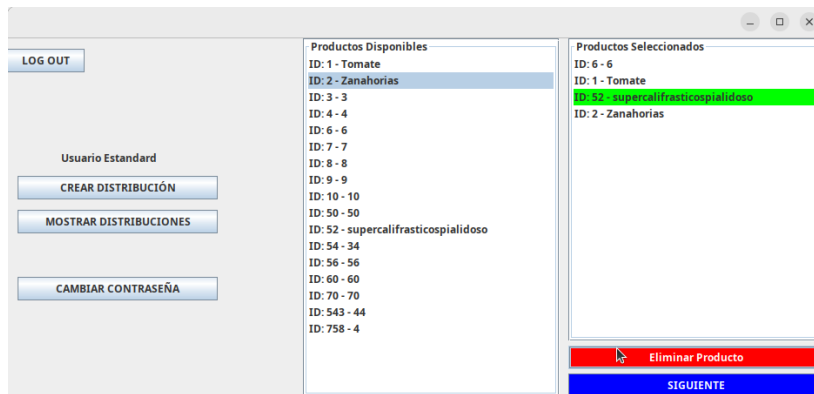 LOG OUT
Usuario Estandard
CREAR DISTRIBUCIÓN
MOSTRAR DISTRIBUCIONES
CAMBIAR CONTRASEÑA
Productos Disponibles
ID: 1 - Tomate
ID: 2 - Zanahorias
ID: 3 - 3
ID: 4 - 4
ID: 6 - 6
ID: 7 - 7
ID: 8 - 8
ID: 9 - 9
ID: 10 - 10
ID: 50 - 50
ID: 52 - supercalifrasticospialidoso
ID: 54 - 34
ID: 56 - 56
ID: 60 - 60
ID: 70 - 70
ID: 543 - 44
ID: 758 - 4
Productos Seleccionados
ID: 6 - 6
ID: 1 - Tomate
ID: 52 - supercalifrasticospialidoso
ID: 2 - Zanahorias
Eliminar Producto
SIGUIENTE